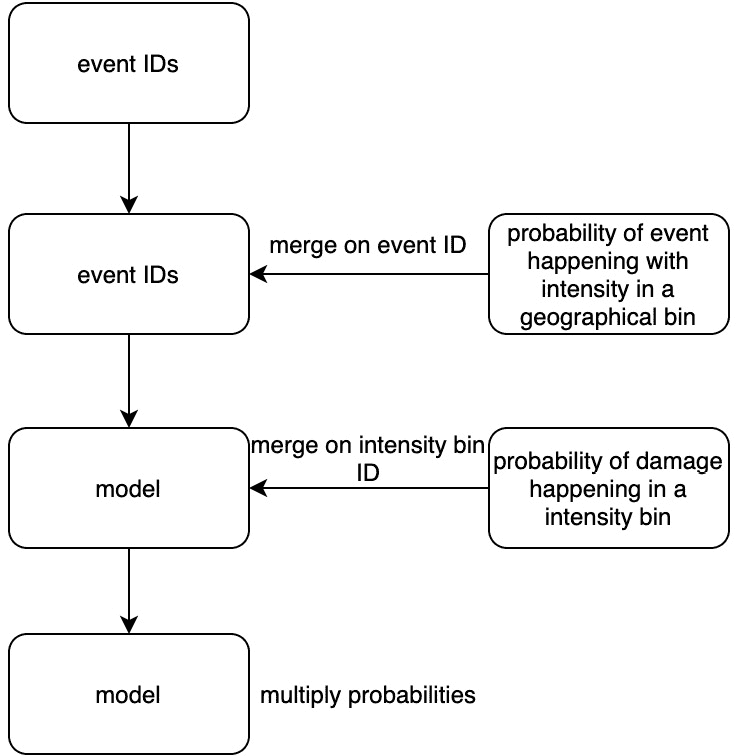 event IDs
event IDs
merge on event ID
probability of event
happening with
intensity in a
geographical bin
model
merge on intensity bin
ID
probability of damage
happening in a
intensity bin
model
multiply probabilities